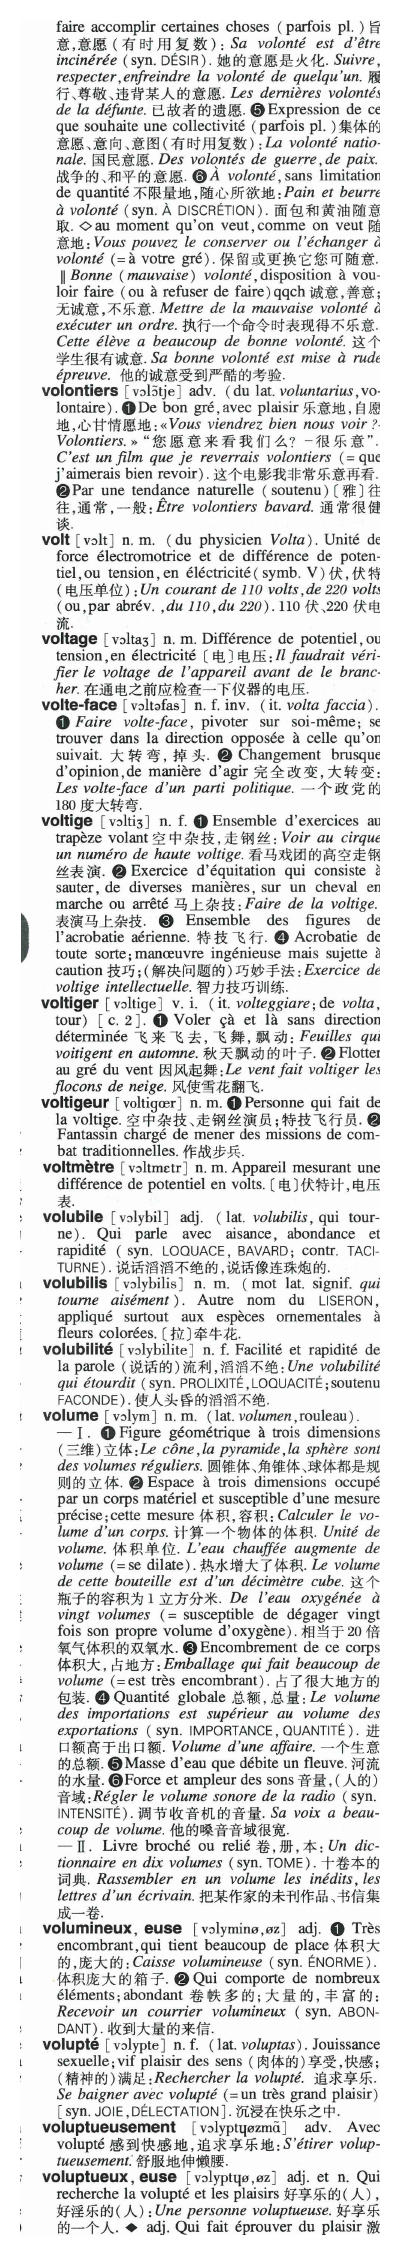 faire accomplir certaines choses (parfois pl.) 旨
意,意愿(有时用复数): Sa volonté est d'être
incinérée (syn. DÉSIR). 她的意愿是火化. Suivre,
respecter,enfreindre la volonté de quelqu'un. 履
行、尊敬、违背某人的意愿. Les dernières volontés
de la défunte. 已故者的遗愿. ❺Expression de ce
que souhaite une collectivité (parfois pl.)集体的
意愿、意向、意图(有时用复数):La volonté natio-
nale. 国民意愿. Des volontés de guerre,de paix.
战争的、和平的意愿. ❻À volonté,sans limitation
de quantité不限量地,随心所欲地:Pain et beurre
à volonté (syn. À DISCRÉTION). 面包和黄油随意
取. ◇au moment qu'on veut,comme on veut 随
意地:Vous pouvez le conserver ou l'échanger à
volonté (=à votre gré). 保留或更换它您可随意.
‖ Bonne (mauvaise) volonté,disposition à vou-
loir faire (ou à refuser de faire)qqch 诚意,善意;
无诚意,不乐意. Mettre de la mauvaise volonté à
exécuter un ordre. 执行一个命令时表现得不乐意.
Cette élève a beaucoup de bonne volonté. 这个
学生很有诚意. Sa bonne volonté est mise à rude
épreuve. 他的诚意受到严酷的考验.
volontiers [vɔlɔ̃tje] adv. (du lat. voluntarius,vo-
lontaire). ❶De bon gré,avec plaisir 乐意地,自愿
地,心甘情愿地:«Vous viendrez bien nous voir ?-
Volontiers.» "您愿意来看我们么? -很乐意".
C'est un film que je reverrais volontiers (=que
j'aimerais bien revoir). 这个电影我非常乐意再看.
❷Par une tendance naturelle (soutenu)[雅]往
往,通常,一般:Être volontiers bavard. 通常很健
谈.
volt [vɔlt] n. m. (du physicien Volta). Unité de
force électromotrice et de différence de poten-
tiel,ou tension,en éléctricité(symb. V)伏,伏特
(电压单位):Un courant de 110 volts,de 220 volts
(ou,par abrév. ,du 110,du 220). 110 伏、220 伏电
流.
voltage [vɔltaʒ] n. m. Différence de potentiel,ou
tension,en électricité〔电〕电压:Il faudrait véri-
fier le voltage de l'appareil avant de le bran-
cher. 在通电之前应检查一下仪器的电压.
volte-face [vɔltəfas] n. f. inv. (it. volta faccia).
❶ Faire volte-face, pivoter sur soi-même; se
trouver dans la direction opposée à celle qu'on
suivait. 大转弯,掉头. ❷ Changement brusque
d'opinion,de manière d'agir 完全改变,大转变:
Les volte-face d'un parti politique. 一个政党的
180 度大转弯.
voltige [vɔltiʒ] n. f. ❶ Ensemble d'exercices au
trapèze volant空中杂技,走钢丝:Voir au cirque
un numéro de haute voltige. 看马戏团的高空走钢
丝表演. ❷ Exercice d'équitation qui consiste à
sauter, de diverses manières, sur un cheval en
marche ou arrêté 马上杂技:Faire de la voltige.
表演马上杂技. ❸ Ensemble des figures de
l'acrobatie aérienne. 特技飞行. ❹ Acrobatie de
toute sorte;manœuvre ingénieuse mais sujette à
caution 技巧;(解决问题的)巧妙手法:Exercice de
voltige intellectuelle. 智力技巧训练.
voltiger [vɔltiʒe] v. i. (it. volteggiare;de volta,
tour) [c. 2]. ❶ Voler çà et là sans direction
déterminée 飞来飞去,飞舞,飘动:Feuilles qui
voitigent en automne. 秋天飘动的叶子. ❷Flotter
au gré du vent 因风起舞:Le vent fait voltiger les
flocons de neige. 风使雪花翻飞.
voltigeur [vɔltiʒœr] n. m. ❶Personne qui fait de
la voltige. 空中杂技、走钢丝演员;特技飞行员. ❷
Fantassin chargé de mener des missions de com-
bat traditionnelles. 作战步兵.
voltmètre [vɔltmɛtr] n. m. Appareil mesurant une
différence de potentiel en volts.〔电〕伏特计,电压
表.
volubile [vɔlybil] adj. (lat. volubilis, qui tour-
ne). Qui parle avec aisance, abondance et
rapidité (syn. LOQUACE, BAVARD; contr. TACI-
TURNE). 说话滔滔不绝的,说话像连珠炮的.
volubilis [vɔlybilis] n. m. (mot lat. signif. qui
tourne aisément). Autre nom du LISERON,
appliqué surtout aux espèces ornementales à
fleurs colorées. [拉]牵牛花.
volubilité [vɔlybilite] n. f. Facilité et rapidité de
la parole (说话的)流利,滔滔不绝:Une volubilité
qui étourdit (syn. PROLIXITÉ,LOQUACITÉ;soutenu
FACONDE). 使人头昏的滔滔不绝.
volume [vɔlym] n. m. (lat. volumen,rouleau).
—Ⅰ. ❶Figure géométrique à trois dimensions
(三维)立体:Le cône,la pyramide,la sphère sont
des volumes réguliers. 圆锥体、角锥体、球体都是规
则的立体. ❷ Espace à trois dimensions occupé
par un corps matériel et susceptible d'une mesure
précise;cette mesure 体积,容积:Calculer le vo-
lume d'un corps. 计算一个物体的体积. Unité de
volume. 体积单位. L'eau chauffée augmente de
volume (=se dilate). 热水增大了体积. Le volume
de cette bouteille est d'un décimètre cube. 这个
瓶子的容积为1立方分米. De l'eau oxygénée à
vingt volumes (= susceptible de dégager vingt
fois son propre volume d'oxygène). 相当于20倍
氧气体积的双氧水. ❸Encombrement de ce corps
体积大,占地方:Emballage qui fait beaucoup de
volume (=est très encombrant). 占了很大地方的
包装. ❹ Quantité globale 总额,总量:Le volume
des importations est supérieur au volume des
exportations (syn. IMPORTANCE, QUANTITÉ). 进
口额高于出口额. Volume d'une affaire. 一个生意
的总额. ❺Masse d'eau que débite un fleuve. 河流
的水量. ❻Force et ampleur des sons 音量,(人的)
音域:Régler le volume sonore de la radio (syn.
INTENSITÉ). 调节收音机的音量. Sa voix a beau-
coup de volume. 他的嗓音音域很宽.
—Ⅱ. Livre broché ou relié 卷,册,本:Un dic-
tionnaire en dix volumes (syn. TOME). 十卷本的
词典. Rassembler en un volume les inédits,les
lettres d'un écrivain. 把某作家的未刊作品、书信集
成一卷.
volumineux, euse [vɔlyminø,øz] adj. ❶ Très
encombrant,qui tient beaucoup de place 体积大
的,庞大的:Caisse volumineuse (syn. ÉNORME).
体积庞大的箱子. ❷Qui comporte de nombreux
éléments;abondant 卷帙多的;大量的,丰富的:
Recevoir un courrier volumineux (syn. ABON-
DANT). 收到大量的来信.
volupté [vɔlypte] n. f. (lat. voluptas). Jouissance
sexuelle;vif plaisir des sens (肉体的)享受,快感;
(精神的)满足:Rechercher la volupté. 追求享乐.
Se baigner avec volupté (=un très grand plaisir)
[syn. JOIE,DÉLECTATION]. 沉浸在快乐之中.
voluptueusement [vɔlyptɥøzmɑ̃] adv. Avec
volupté 感到快感地,追求享乐地:S'étirer volup-
tueusement. 舒服地伸懒腰.
voluptueux, euse [vɔlyptɥø,øz] adj. et n. Qui
recherche la volupté et les plaisirs 好享乐的(人),
好淫乐的(人):Une personne voluptueuse. 好享乐
的一个人. ◆ adj. Qui fait éprouver du plaisir 激